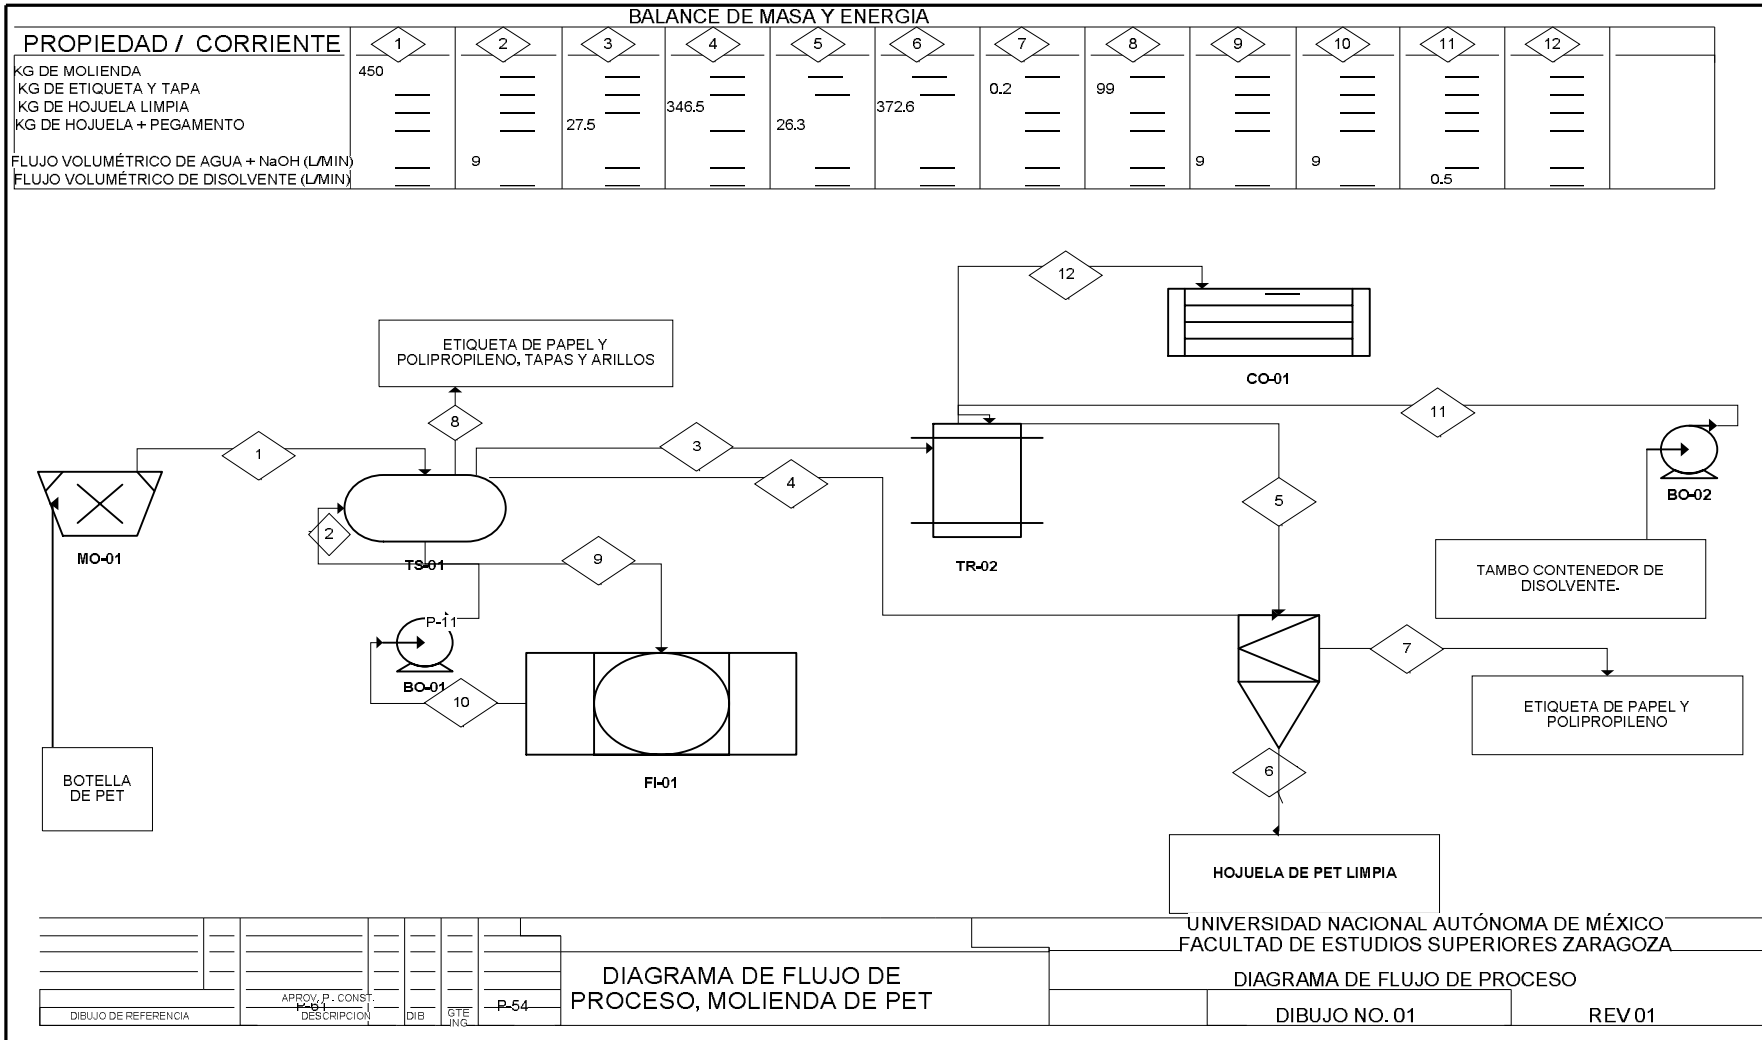 BALANCE DE MASA Y ENERGIA
PROPIEDAD / CORRIENTE 1 2 3 4 5 6 7 8 9 10 11 12
KG DE MOLIENDA 450
KG DE ETIQUETA Y TAPA 0.2 99
KG DE HOJUELA LIMPIA 346.5 372.6
KG DE HOJUELA + PEGAMENTO 27.5 26.3
FLUJO VOLUMÉTRICO DE AGUA + NaOH (L/MIN) 9 9 9
FLUJO VOLUMÉTRICO DE DISOLVENTE (L/MIN) 0.5
12
CO-01
ETIQUETA DE PAPEL Y
POLIPROPILENO, TAPAS Y ARILLOS
8
11
1
3
4
5
BO-02
MO-01
2
TS-01
9
TR-02
TAMBO CONTENEDOR DE
DISOLVENTE.
P-11
BO-01
10
7
ETIQUETA DE PAPEL Y
POLIPROPILENO
FI-01
6
BOTELLA
DE PET
HOJUELA DE PET LIMPIA
UNIVERSIDAD NACIONAL AUTÓNOMA DE MÉXICO
FACULTAD DE ESTUDIOS SUPERIORES ZARAGOZA
DIAGRAMA DE FLUJO DE
PROCESO, MOLIENDA DE PET
DIAGRAMA DE FLUJO DE PROCESO
DIBUJO NO. 01
REV 01
APROV. P. CONST.
P-54
DIBUJO DE REFERENCIA
DESCRIPCION
DIB
GTE
ING